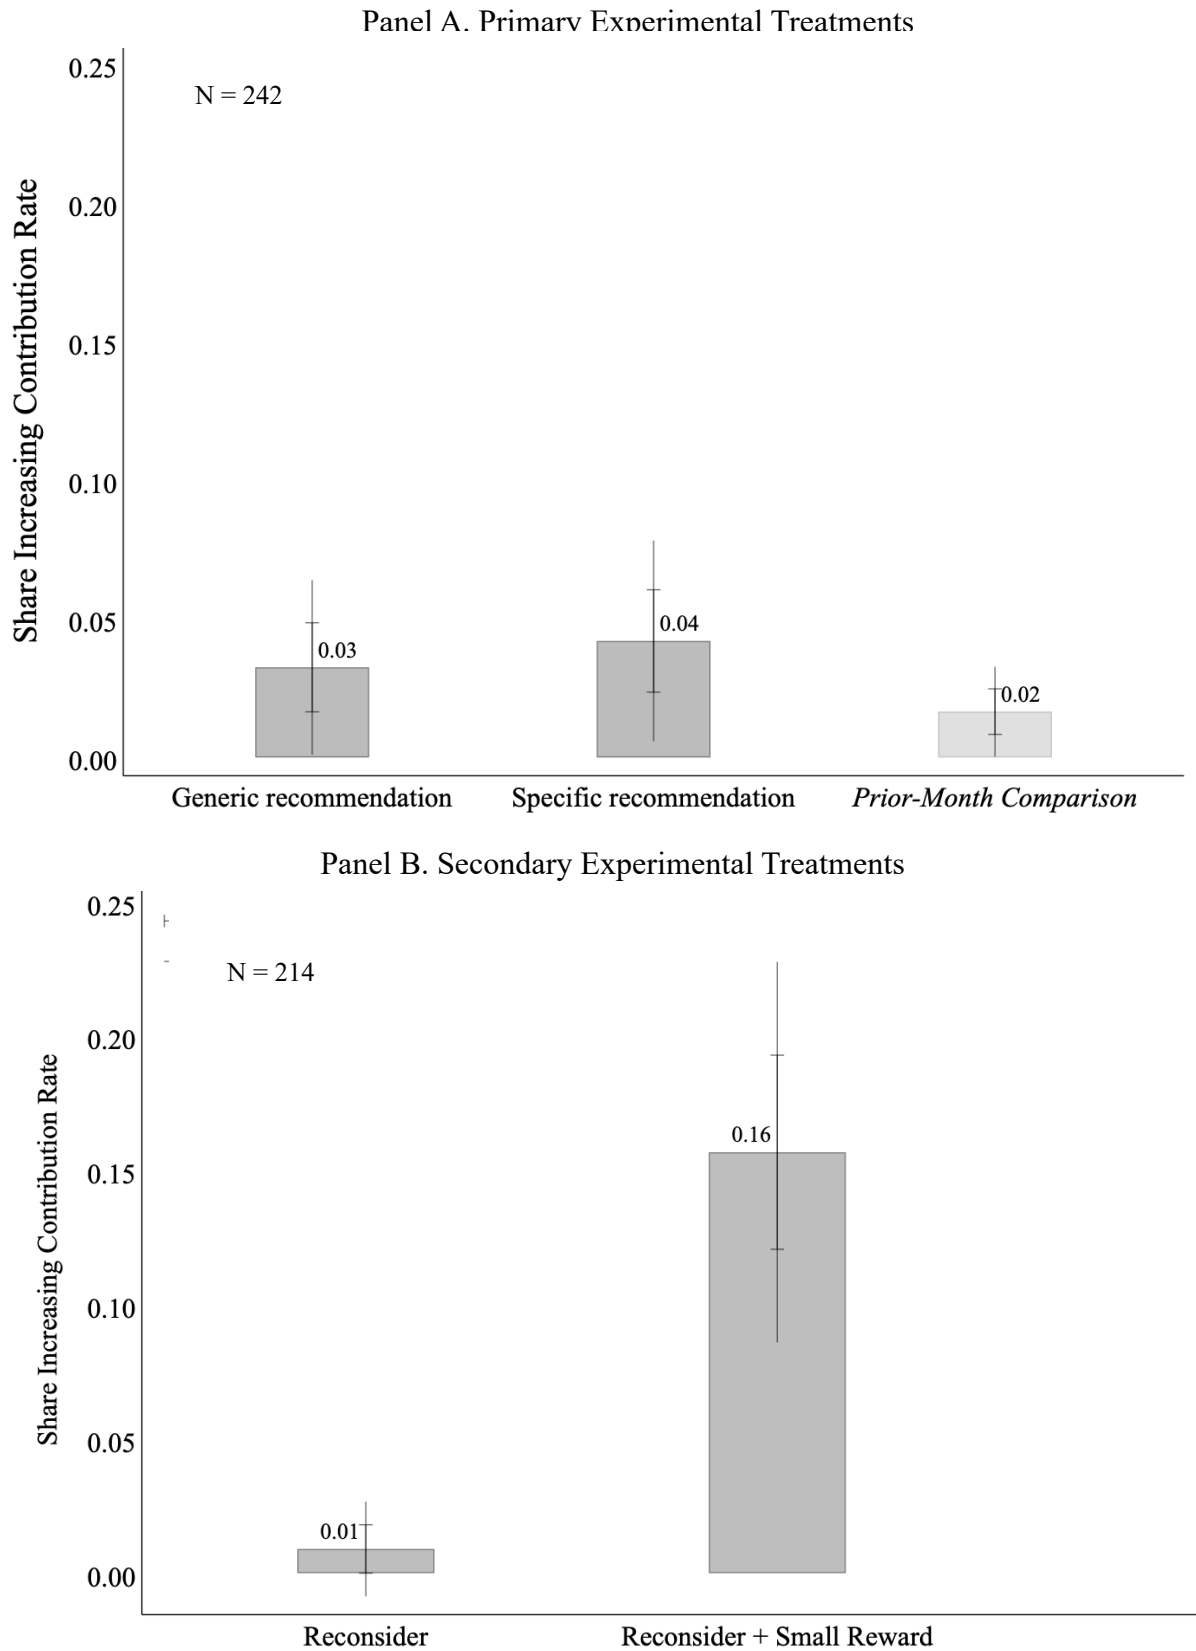 Panel A. Primary Experimental Treatments
0.25
N = 242
0.20
0.15
0.10
0.05
0.00
Share Increasing Contribution Rate
0.03
0.04
0.02
Generic recommendation
Specific recommendation
Prior-Month Comparison
Panel B. Secondary Experimental Treatments
0.25
N = 214
0.20
0.15
0.10
0.05
0.00
Share Increasing Contribution Rate
0.16
0.01
Reconsider
Reconsider + Small Reward